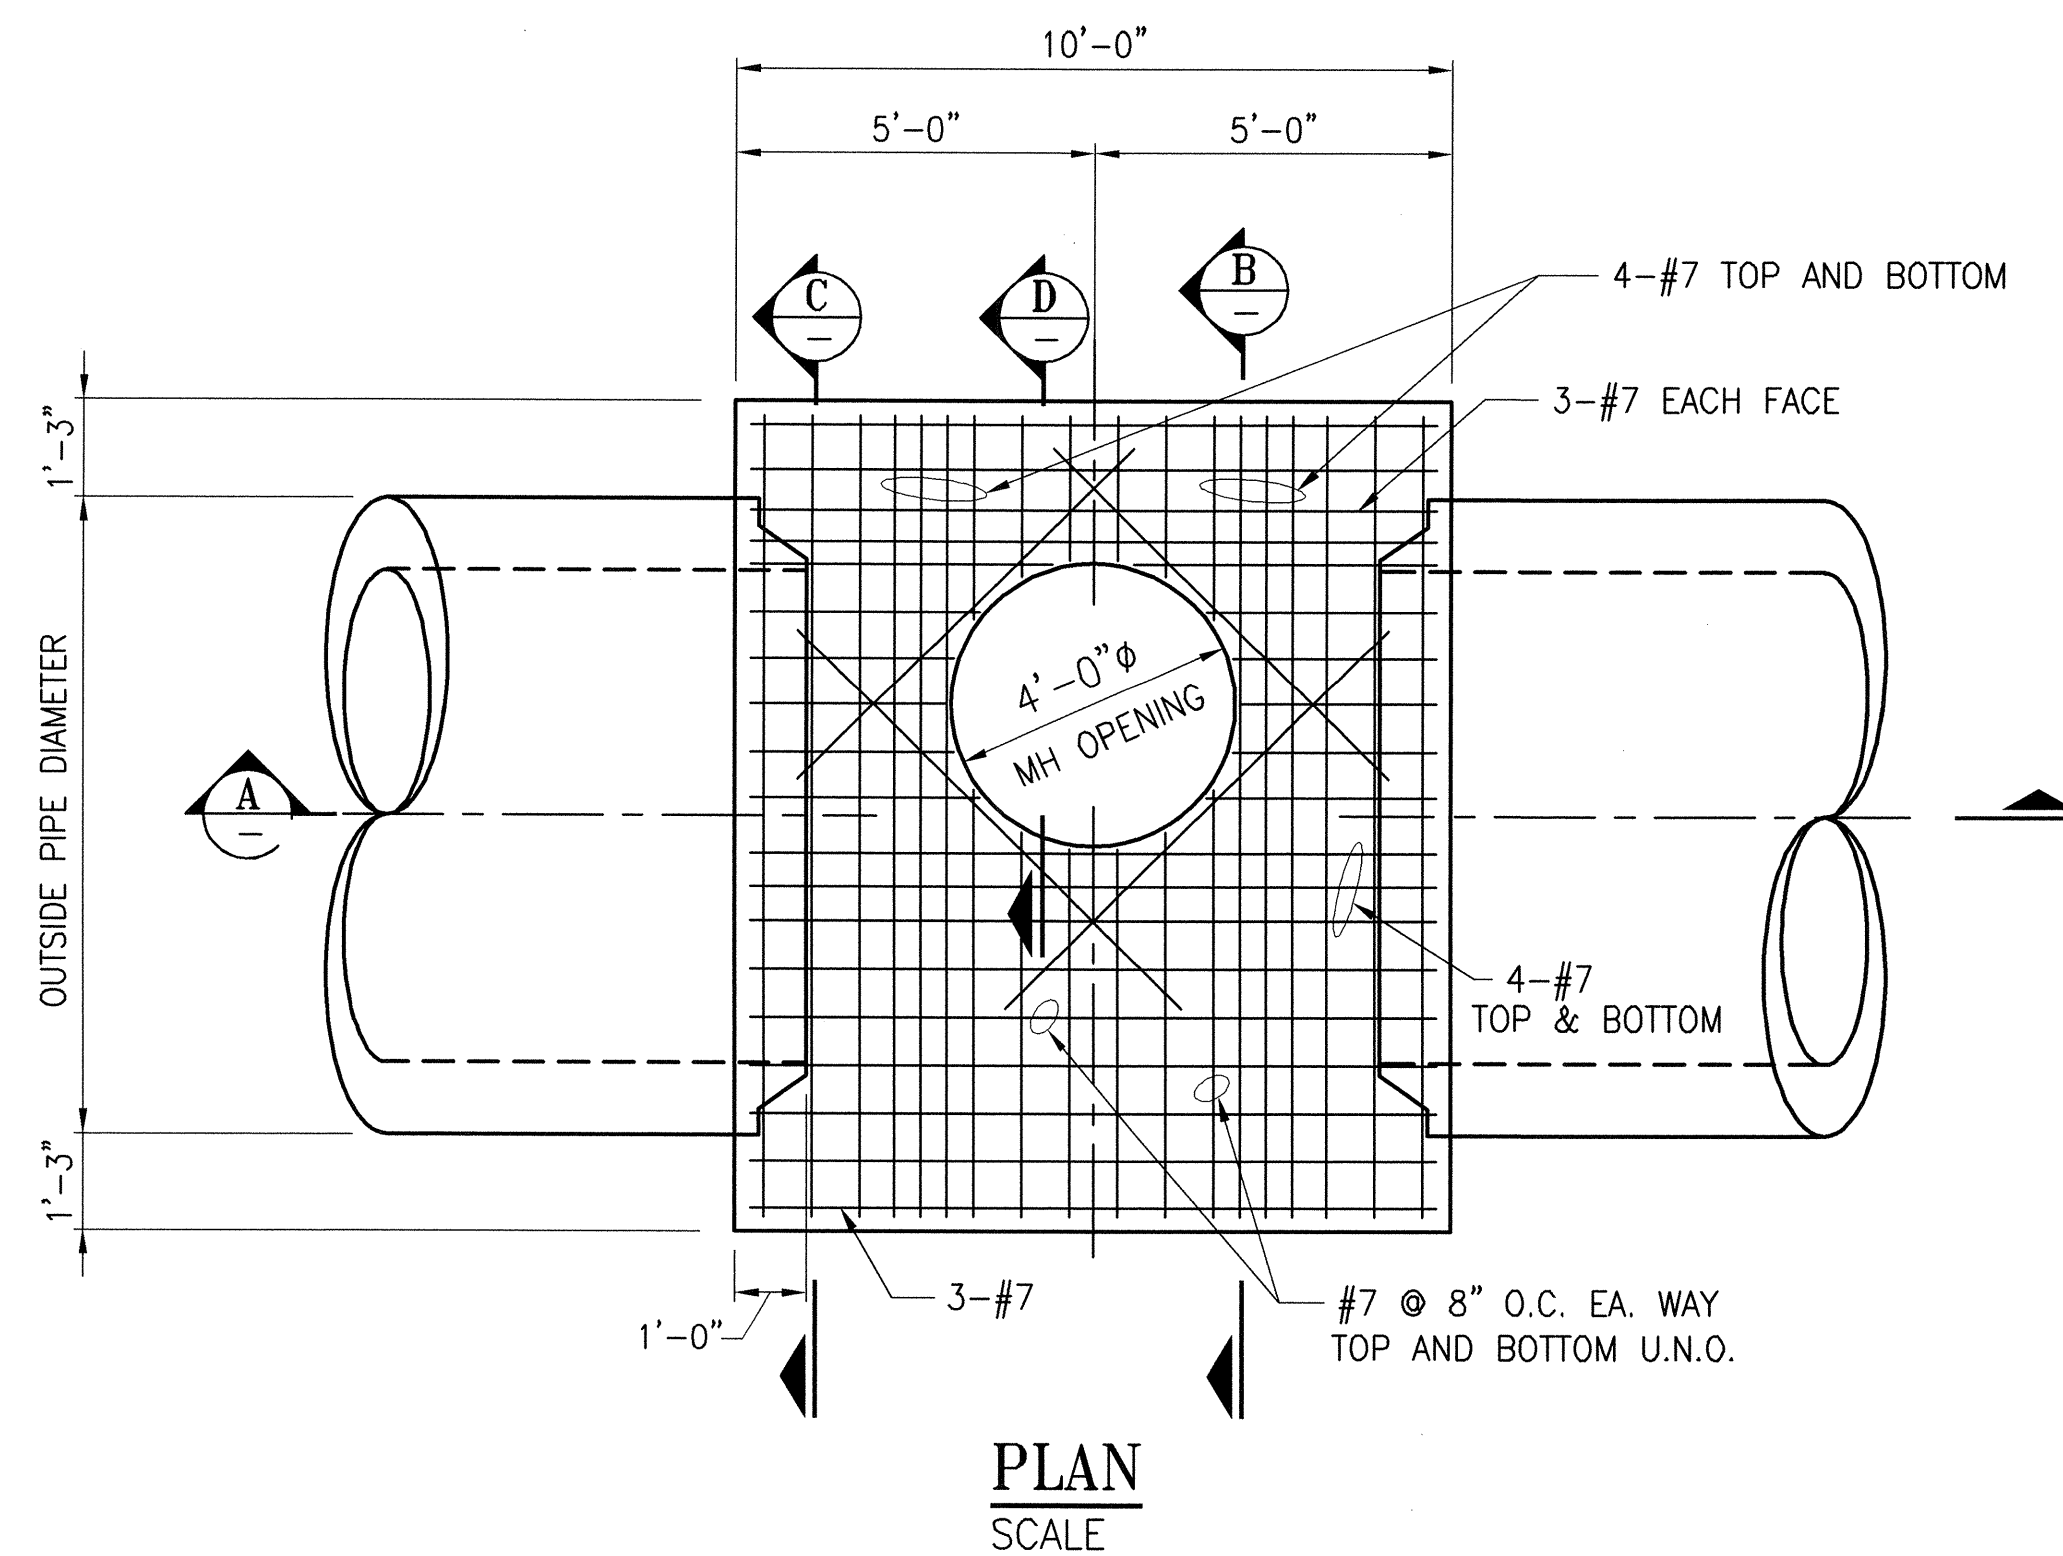 10'-0"
5'-0"
5'-0"
B
C
D
4-#7 TOP AND BOTTOM
3-#7 EACH FACE
1'-3"
OUTSIDE PIPE DIAMETER
4'-0"ϕ
MH OPENING
A
4-#7
TOP & BOTTOM
1'-3"
3-#7
1'-0"
#7 @ 8" O.C. EA. WAY
TOP AND BOTTOM U.N.O.
PLAN
SCALE